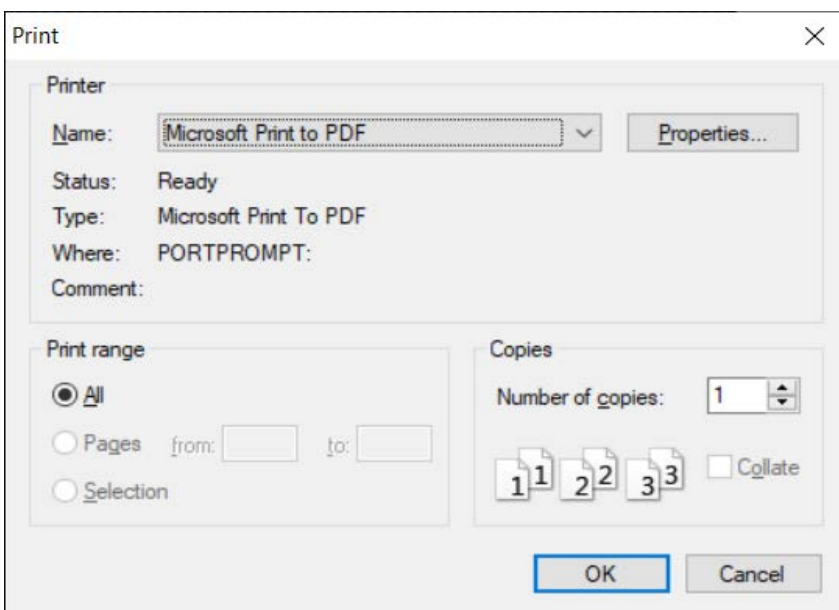 Print
Printer
Name: Microsoft Print to PDF Properties...
Status: Ready
Type: Microsoft Print To PDF
Where: PORTPROMPT:
Comment:
Print range
All
Pages from: to:
Selection
Copies
Number of copies: 1
1 1 2 2 3 3 Collate
OK Cancel